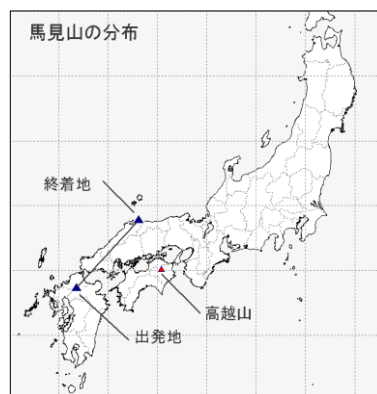 馬見山の分布
終着地
高越山
出発地